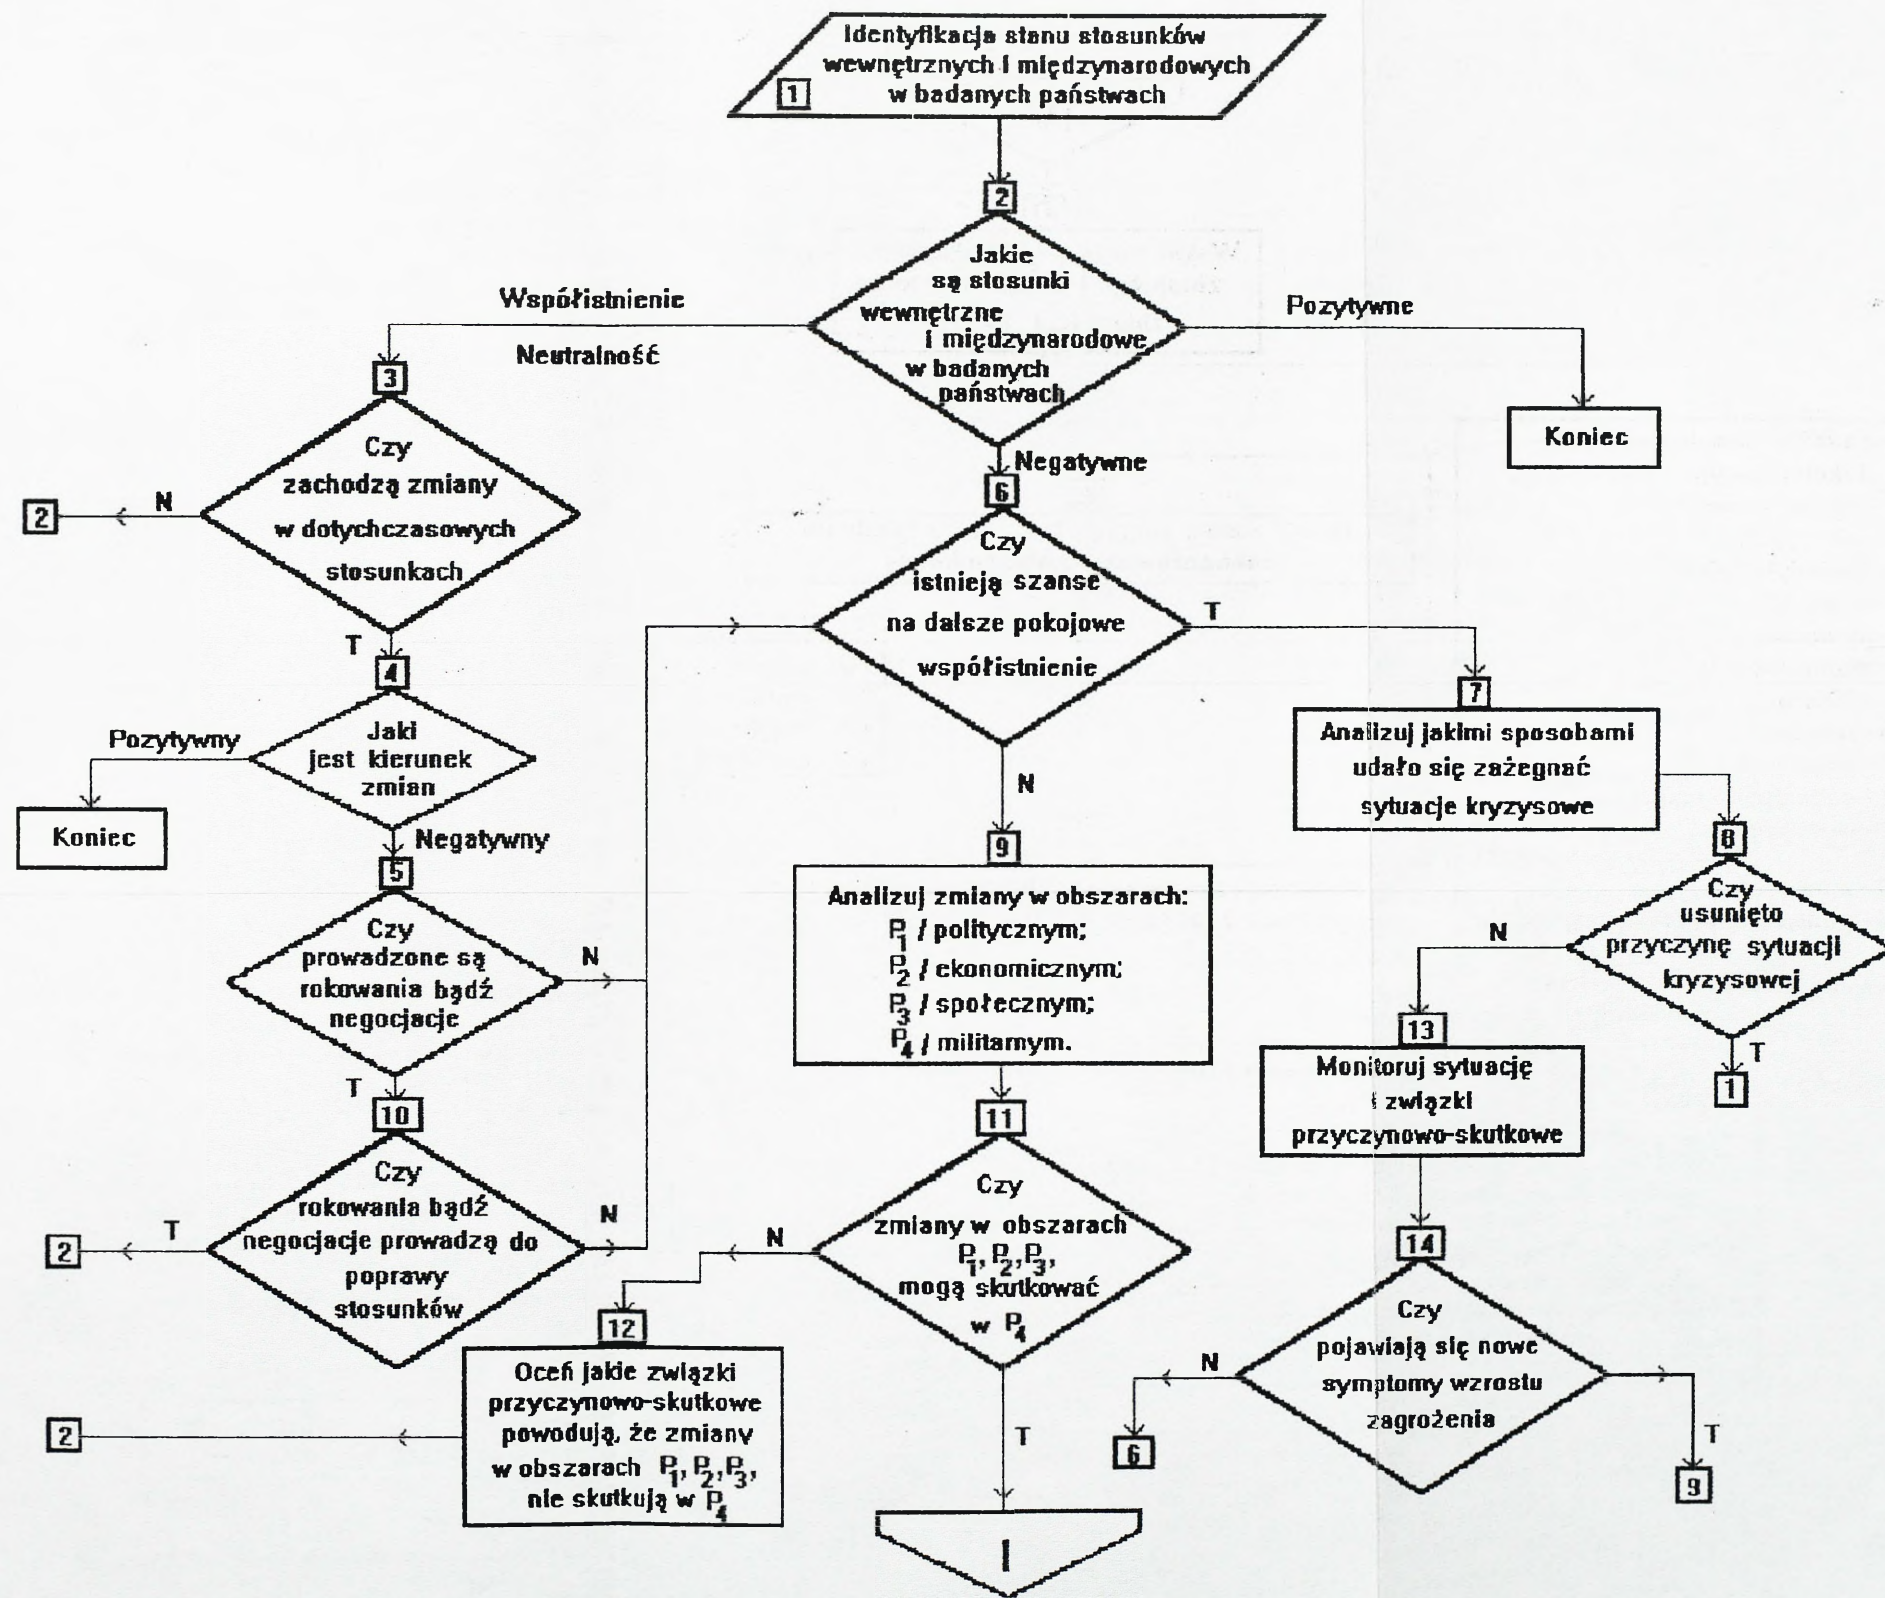 Identyfikacja stanu stosunków
wewnętrznych i międzynarodowych
1 w badanych państwach
2
Jakie
są stosunki
wewnętrzne
i międzynarodowe
w badanych
państwach
Współistnienie
Neutralność
Pozytywne
Koniec
Negatywne
3
Czy
zachodzą zmiany
w dotychczasowych
stosunkach
N
2
T
4
Jaki
jest kierunek
zmian
Pozytywny
Koniec
Negatywny
5
Czy
prowadzone są
rokowania bądź
negocjacje
N
T
10
Czy
rokowania bądź
negocjacje prowadzą do
poprawy
stosunków
T
2
N
6
Czy
istnieją szanse
na dalsze pokojowe
współistnienie
T
N
7
Analizuj jakimi sposobami
udało się zażegnać
sytuacje kryzysowe
8
Czy
usunięto
przyczynę sytuacji
kryzysowej
N
T
1
9
Analizuj zmiany w obszarach:
P1 / politycznym;
P2 / ekonomicznym;
P3 / społecznym;
P4 / militarnym.
11
Czy
zmiany w obszarach
P1, P2, P3,
mogą skutkować
w P4
N
T
12
Oceń jakie związki
przyczynowo-skutkowe
powodują, że zmiany
w obszarach P1, P2, P3,
nie skutkują w P4
2
I
13
Monitoruj sytuację
i związki
przyczynowo-skutkowe
14
Czy
pojawiają się nowe
symptomy wzrostu
zagrożenia
N
6
T
9